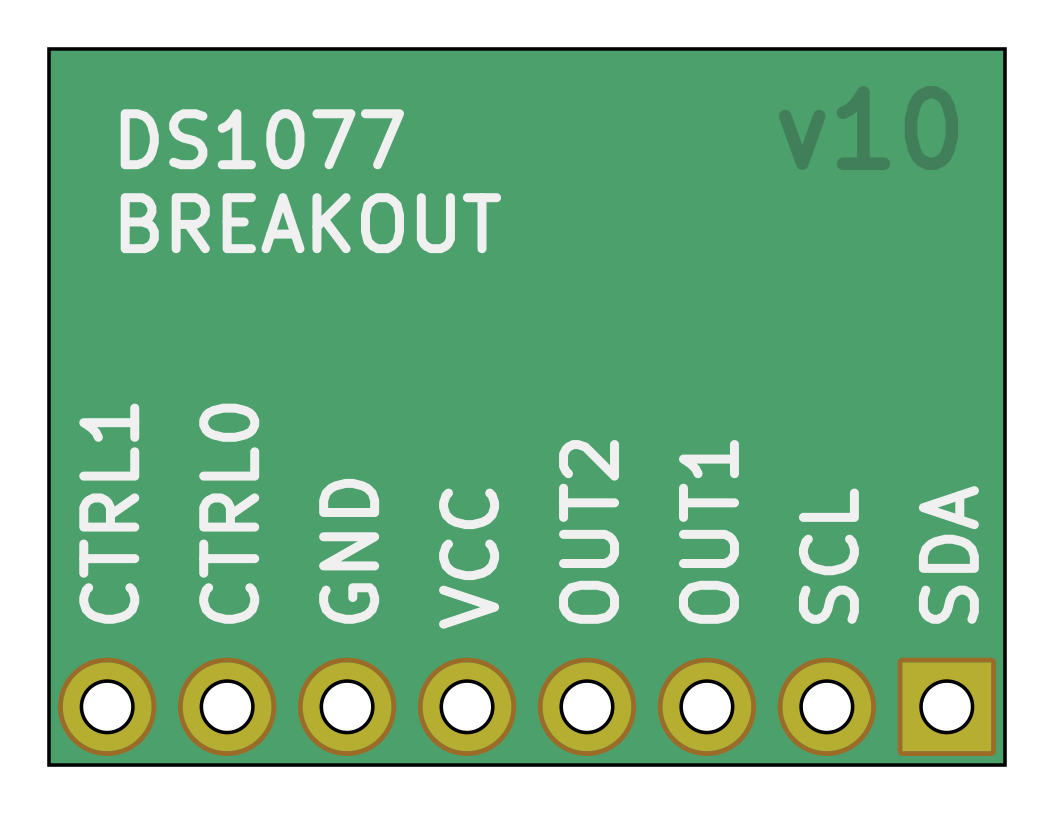 DS1077
v10
BREAKOUT
CTRL1
CTRL0
GND
VCC
OUT2
OUT1
SCL
SDA